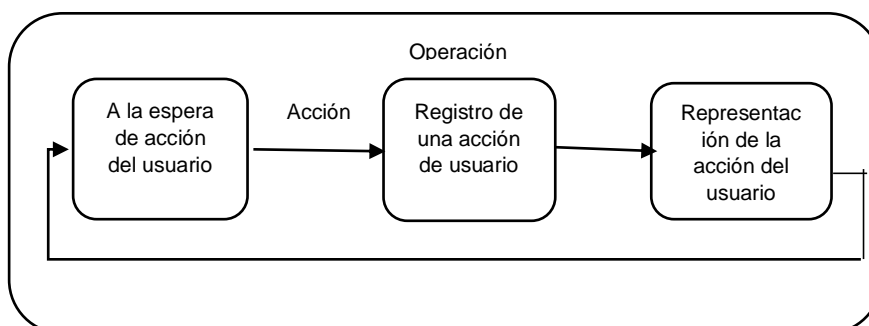 Operación
A la espera
de acción
del usuario
Acción
Registro de
una acción
de usuario
Representac
ión de la
acción del
usuario